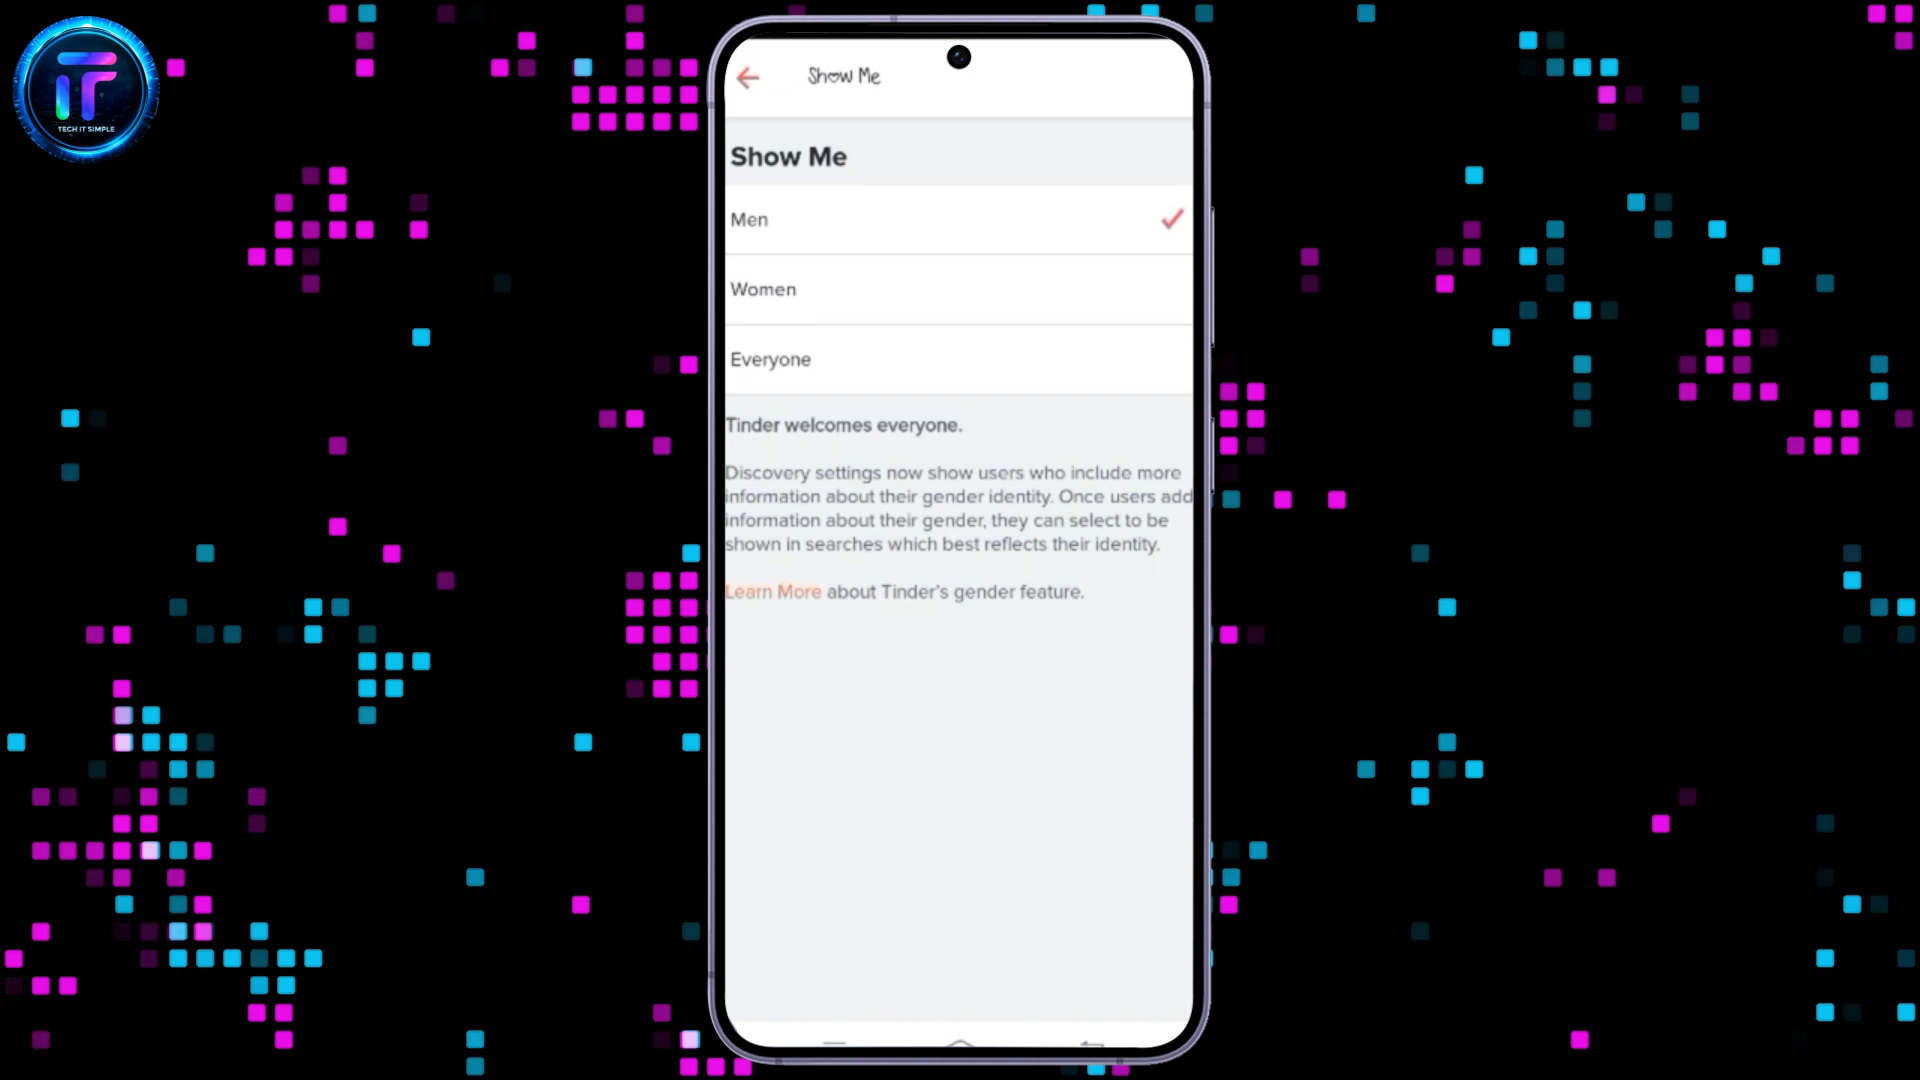 TECH IT SIMPLE
Show Me
Show Me
Men
Women
Everyone
Tinder welcomes everyone.
Discovery settings now show users who include more
information about their gender identity. Once users add
information about their gender, they can select to be
shown in searches which best reflects their identity.
Learn More about Tinder's gender feature.